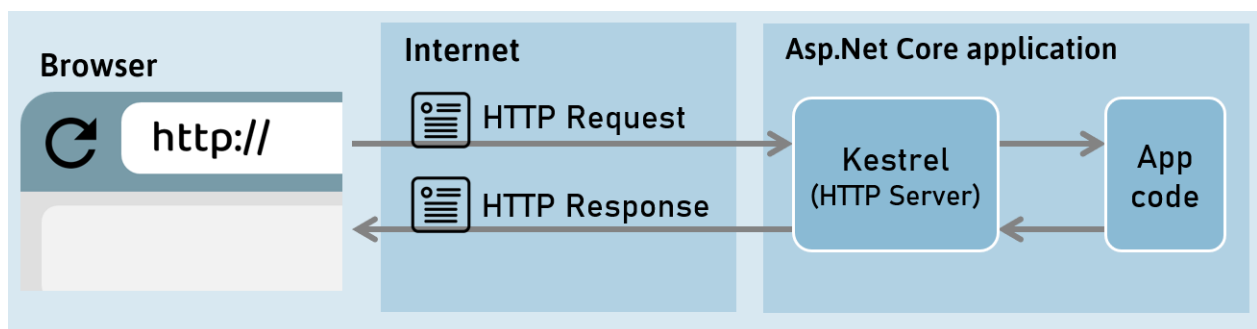 Browser
http://
Internet
HTTP Request
HTTP Response
Asp.Net Core application
Kestrel
(HTTP Server)
App
code